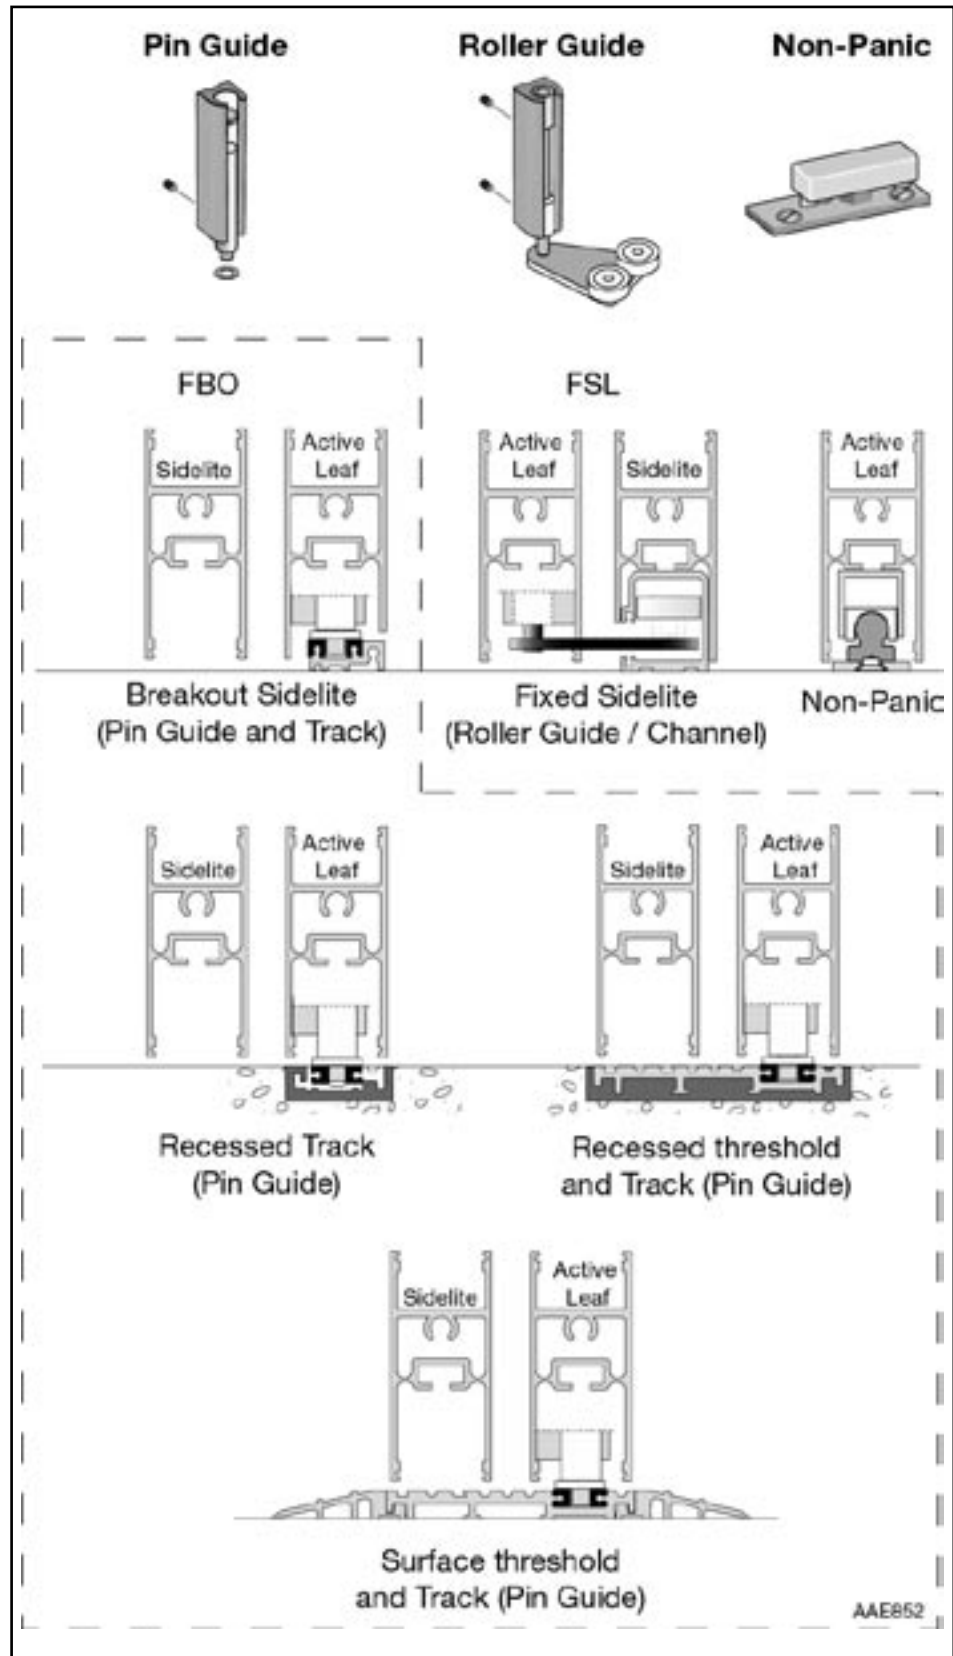 Pin Guide
Roller Guide
Non-Panic
FBO
FSL
Sidelite
Active
Leaf
Active
Leaf
Sidelite
Active
Leaf
Breakout Sidelite
(Pin Guide and Track)
Fixed Sidelite
(Roller Guide / Channel)
Non-Panic
Sidelite
Active
Leaf
Sidelite
Active
Leaf
Recessed Track
(Pin Guide)
Recessed threshold
and Track (Pin Guide)
Sidelite
Active
Leaf
Surface threshold
and Track (Pin Guide)
AAE852